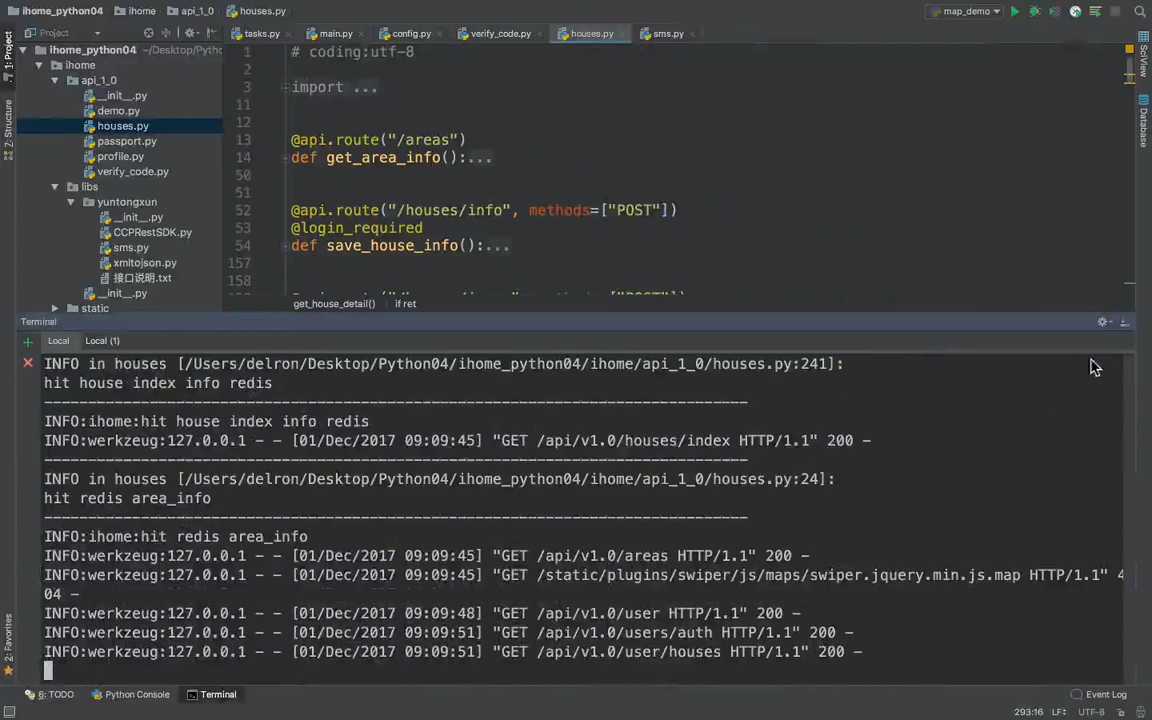 ihome_python04
ihome
api_1_0
houses.py
map_demo
Project
tasks.py
main.py
config.py
verify_code.py
houses.py
sms.py
1: Project
Z: Structure
2: Favorites
ihome_python04 ~/Desktop/Pyth
ihome
api_1_0
__init__.py
demo.py
houses.py
passport.py
profile.py
verify_code.py
libs
yuntongxun
__init__.py
CCPRestSDK.py
sms.py
xmltojson.py
接口说明.txt
__init__.py
static
1 # coding:utf-8
2
3 import ...
11
12
13 @api.route("/areas")
14 def get_area_info():...
50
51
52 @api.route("/houses/info", methods=["POST"])
53 @login_required
54 def save_house_info():...
157
158
get_house_detail() if ret
SciView
Database
Terminal
Local
Local (1)
INFO in houses [/Users/delron/Desktop/Python04/ihome_python04/ihome/api_1_0/houses.py:241]:
hit house index info redis
--------------------------------------------------------------------------------
INFO:ihome:hit house index info redis
INFO:werkzeug:127.0.0.1 - - [01/Dec/2017 09:09:45] "GET /api/v1.0/houses/index HTTP/1.1" 200 -
--------------------------------------------------------------------------------
INFO in houses [/Users/delron/Desktop/Python04/ihome_python04/ihome/api_1_0/houses.py:24]:
hit redis area_info
--------------------------------------------------------------------------------
INFO:ihome:hit redis area_info
INFO:werkzeug:127.0.0.1 - - [01/Dec/2017 09:09:45] "GET /api/v1.0/areas HTTP/1.1" 200 -
INFO:werkzeug:127.0.0.1 - - [01/Dec/2017 09:09:45] "GET /static/plugins/swiper/js/maps/swiper.jquery.min.js.map HTTP/1.1" 4
04 -
INFO:werkzeug:127.0.0.1 - - [01/Dec/2017 09:09:48] "GET /api/v1.0/user HTTP/1.1" 200 -
INFO:werkzeug:127.0.0.1 - - [01/Dec/2017 09:09:51] "GET /api/v1.0/users/auth HTTP/1.1" 200 -
INFO:werkzeug:127.0.0.1 - - [01/Dec/2017 09:09:51] "GET /api/v1.0/user/houses HTTP/1.1" 200 -
6: TODO
Python Console
Terminal
Event Log
293:16
LF
UTF-8